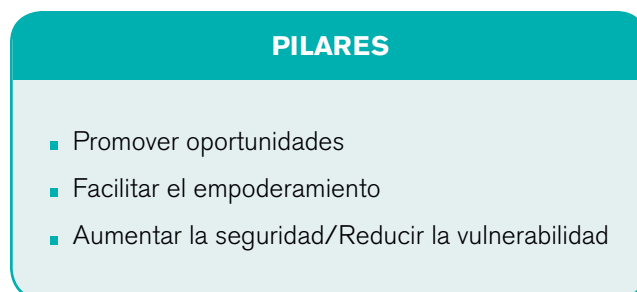 PILARES
Promover oportunidades
Facilitar el empoderamiento
Aumentar la seguridad/Reducir la vulnerabilidad